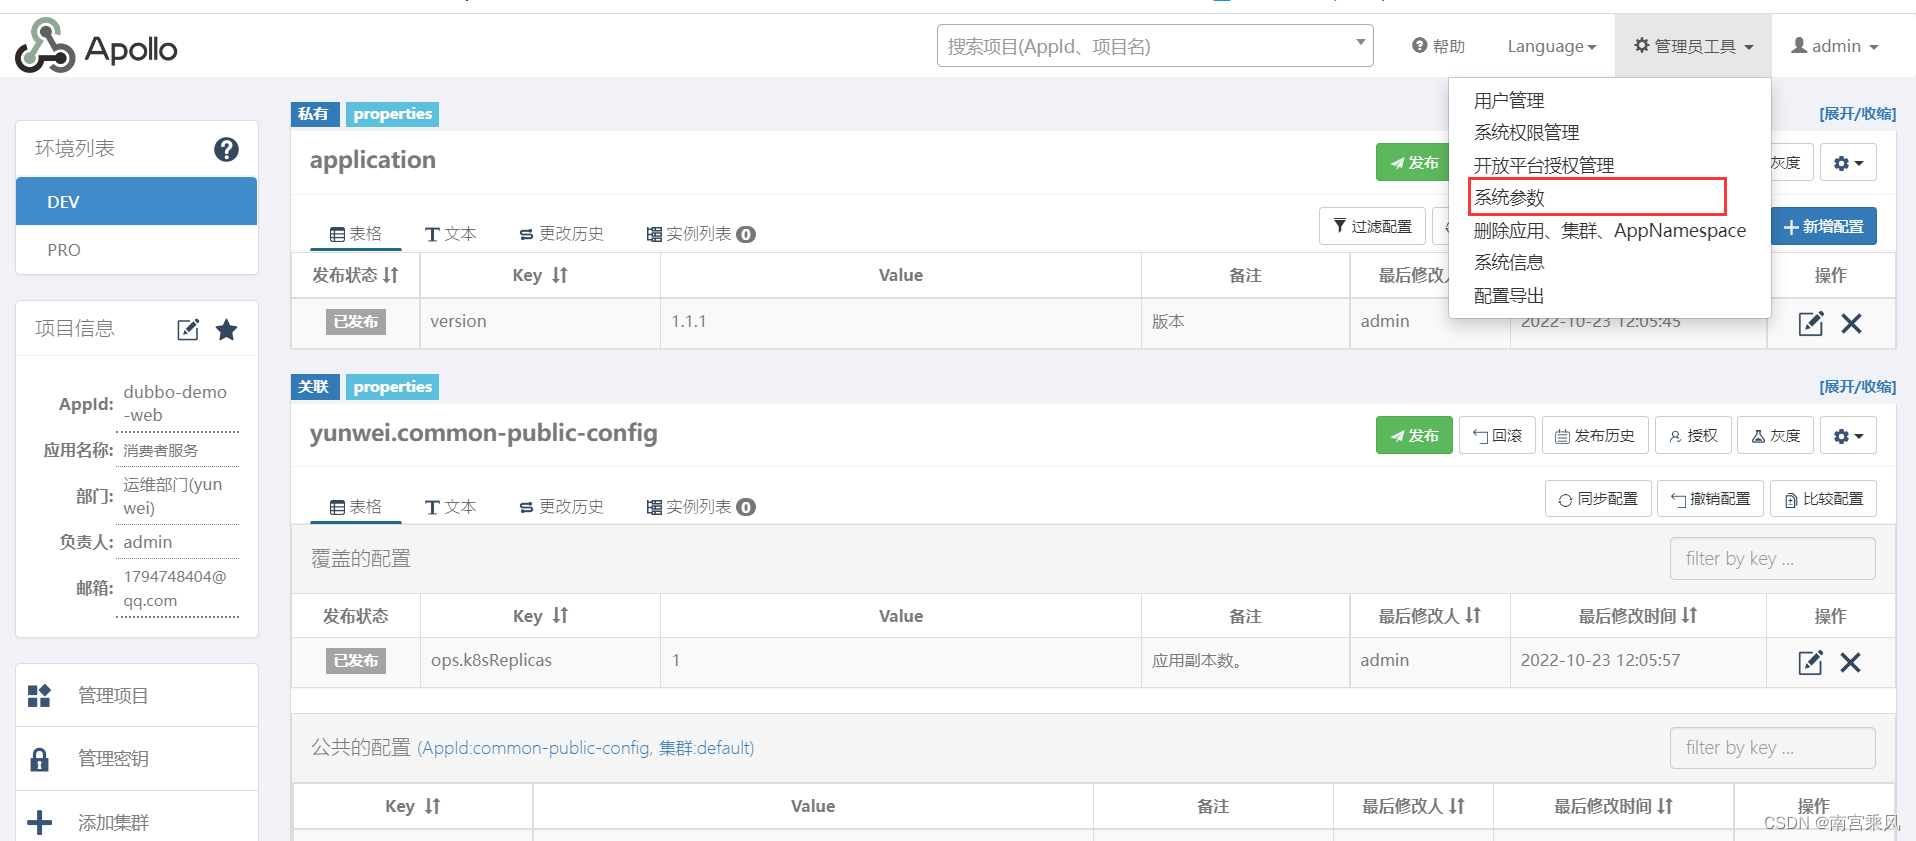 Apollo
搜索项目(AppId、项目名)
帮助
Language
管理员工具
admin
用户管理
系统权限管理
开放平台授权管理
系统参数
删除应用、集群、AppNamespace
系统信息
配置导出
环境列表
DEV
PRO
项目信息
AppId:
dubbo-demo
-web
应用名称:
消费者服务
部门:
运维部门(yun
wei)
负责人:
admin
邮箱:
1794748404@
qq.com
管理项目
管理密钥
添加集群
私有
properties
[展开/收缩]
application
发布
灰度
表格
文本
更改历史
实例列表 0
过滤配置
新增配置
发布状态
Key
Value
备注
最后修改人
操作
已发布
version
1.1.1
版本
admin
2022-10-23 12:05:45
关联
properties
[展开/收缩]
yunwei.common-public-config
发布
回滚
发布历史
授权
灰度
表格
文本
更改历史
实例列表 0
同步配置
撤销配置
比较配置
覆盖的配置
filter by key ...
发布状态
Key
Value
备注
最后修改人
最后修改时间
操作
已发布
ops.k8sReplicas
1
应用副本数。
admin
2022-10-23 12:05:57
公共的配置 (AppId:common-public-config, 集群:default)
filter by key ...
Key
Value
备注
最后修改人
最后修改时间
操作
CSDN @南宫乘风